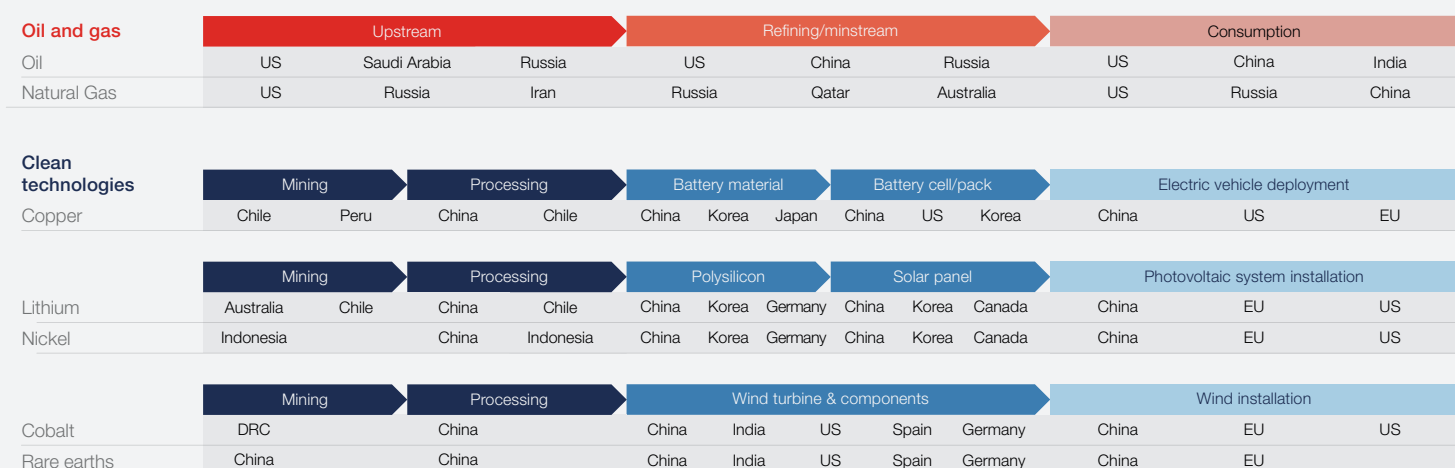 Oil and gas Upstream Refining/minstream Consumption
Oil US Saudi Arabia Russia US China Russia US China India
Natural Gas US Russia Iran Russia Qatar Australia US Russia China
Clean
technologies Mining Processing Battery material Battery cell/pack Electric vehicle deployment
Copper Chile Peru China Chile China Korea Japan China US Korea China US EU
Mining Processing Polysilicon Solar panel Photovoltaic system installation
Lithium Australia Chile China Chile China Korea Germany China Korea Canada China EU US
Nickel Indonesia China Indonesia China Korea Germany China Korea Canada China EU US
Mining Processing Wind turbine & components Wind installation
Cobalt DRC China China India US Spain Germany China EU US
Rare earths China China China India US Spain Germany China EU